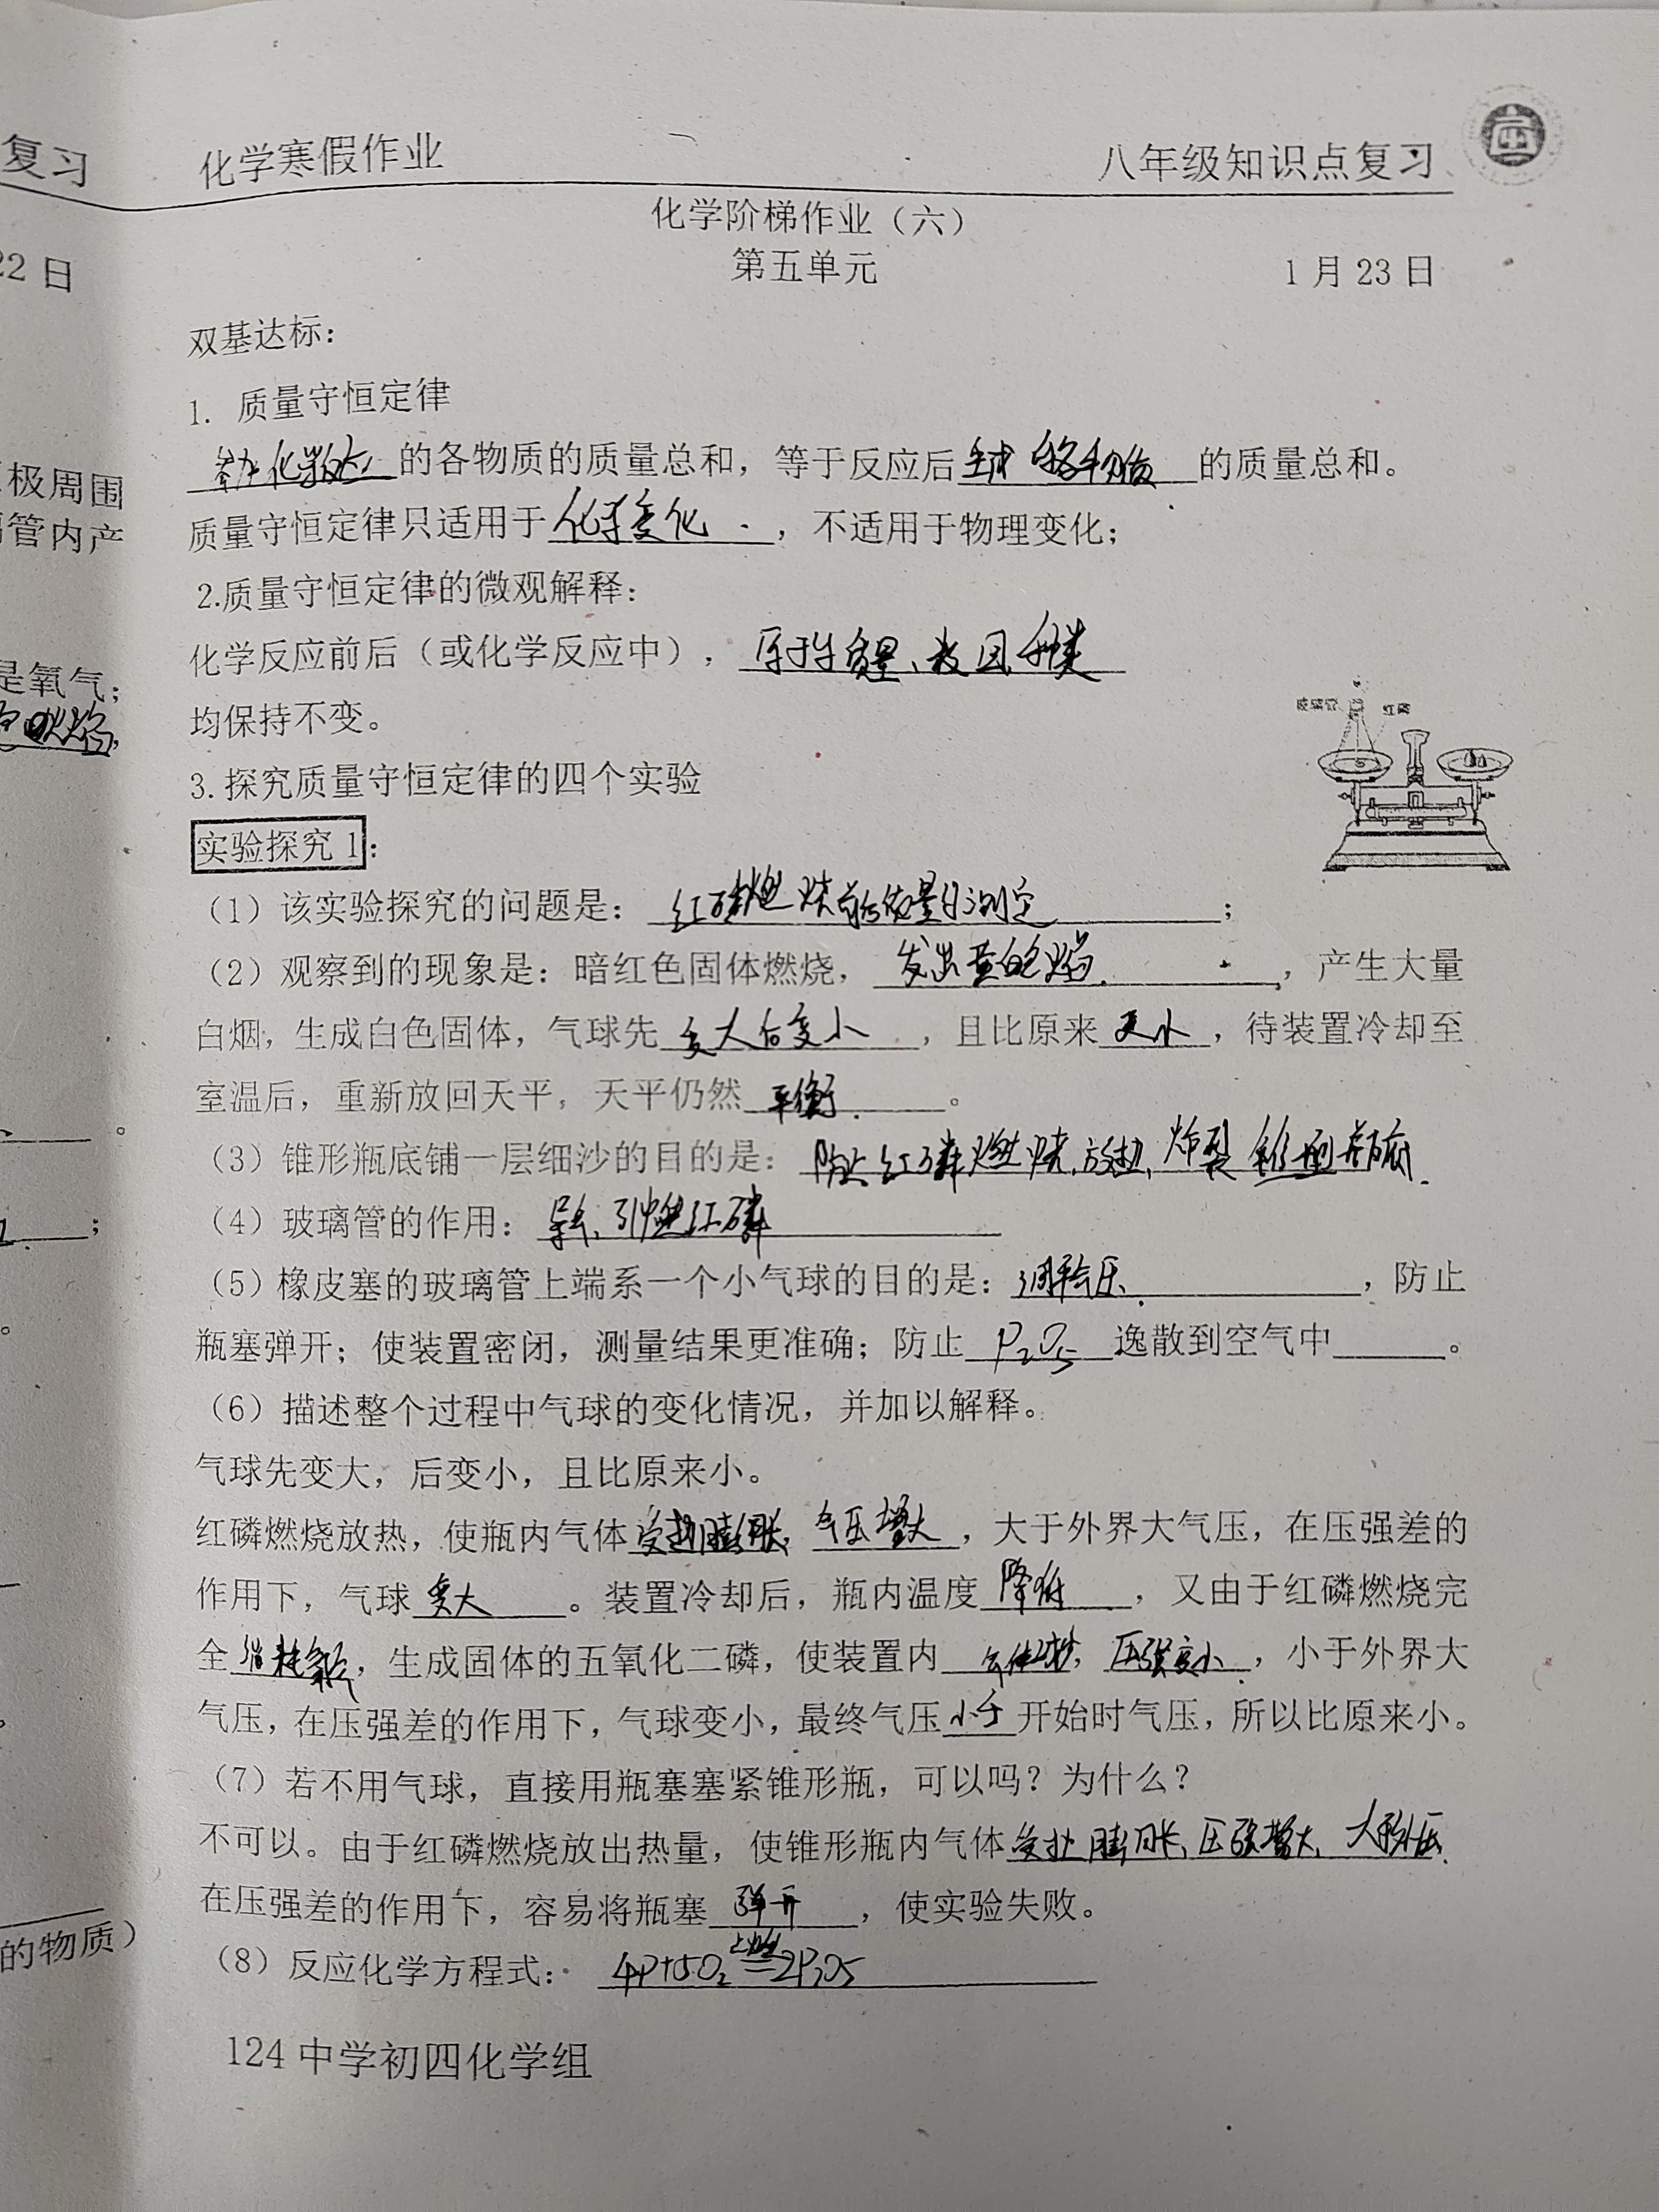 复习
化学寒假作业
八年级知识点复习
化学阶梯作业（六）
22日
第五单元
1月23日
双基达标：
1. 质量守恒定律
参加化学反应的各物质的质量总和，等于反应后生成的各物质的质量总和。
极周围
质量守恒定律只适用于化学变化，不适用于物理变化；
管内产
2.质量守恒定律的微观解释：
化学反应前后（或化学反应中），原子质量、数目种类
是氧气；
均保持不变。
玻璃管 红磷
3.探究质量守恒定律的四个实验
实验探究1：
（1）该实验探究的问题是：红磷燃烧前后质量的测定；
（2）观察到的现象是：暗红色固体燃烧，发出黄白色焰，产生大量
白烟，生成白色固体，气球先变大后变小，且比原来更小，待装置冷却至
室温后，重新放回天平，天平仍然平衡。
（3）锥形瓶底铺一层细沙的目的是：防止红磷燃烧放热，炸裂锥型瓶底.
（4）玻璃管的作用：导气、引燃红磷
（5）橡皮塞的玻璃管上端系一个小气球的目的是：调节气压，防止
瓶塞弹开；使装置密闭，测量结果更准确；防止P₂O₅逸散到空气中。
（6）描述整个过程中气球的变化情况，并加以解释。
气球先变大，后变小，且比原来小。
红磷燃烧放热，使瓶内气体受热膨胀，气压增大，大于外界大气压，在压强差的
作用下，气球变大。装置冷却后，瓶内温度降低，又由于红磷燃烧完
全消耗氧气，生成固体的五氧化二磷，使装置内气体减少，压强变小，小于外界大
气压，在压强差的作用下，气球变小，最终气压小于开始时气压，所以比原来小。
（7）若不用气球，直接用瓶塞塞紧锥形瓶，可以吗？为什么？
不可以。由于红磷燃烧放出热量，使锥形瓶内气体受热膨胀、压强增大、大于外压
在压强差的作用下，容易将瓶塞弹开，使实验失败。
的物质）
（8）反应化学方程式：4P+5O₂点燃=2P₂O₅
124中学初四化学组